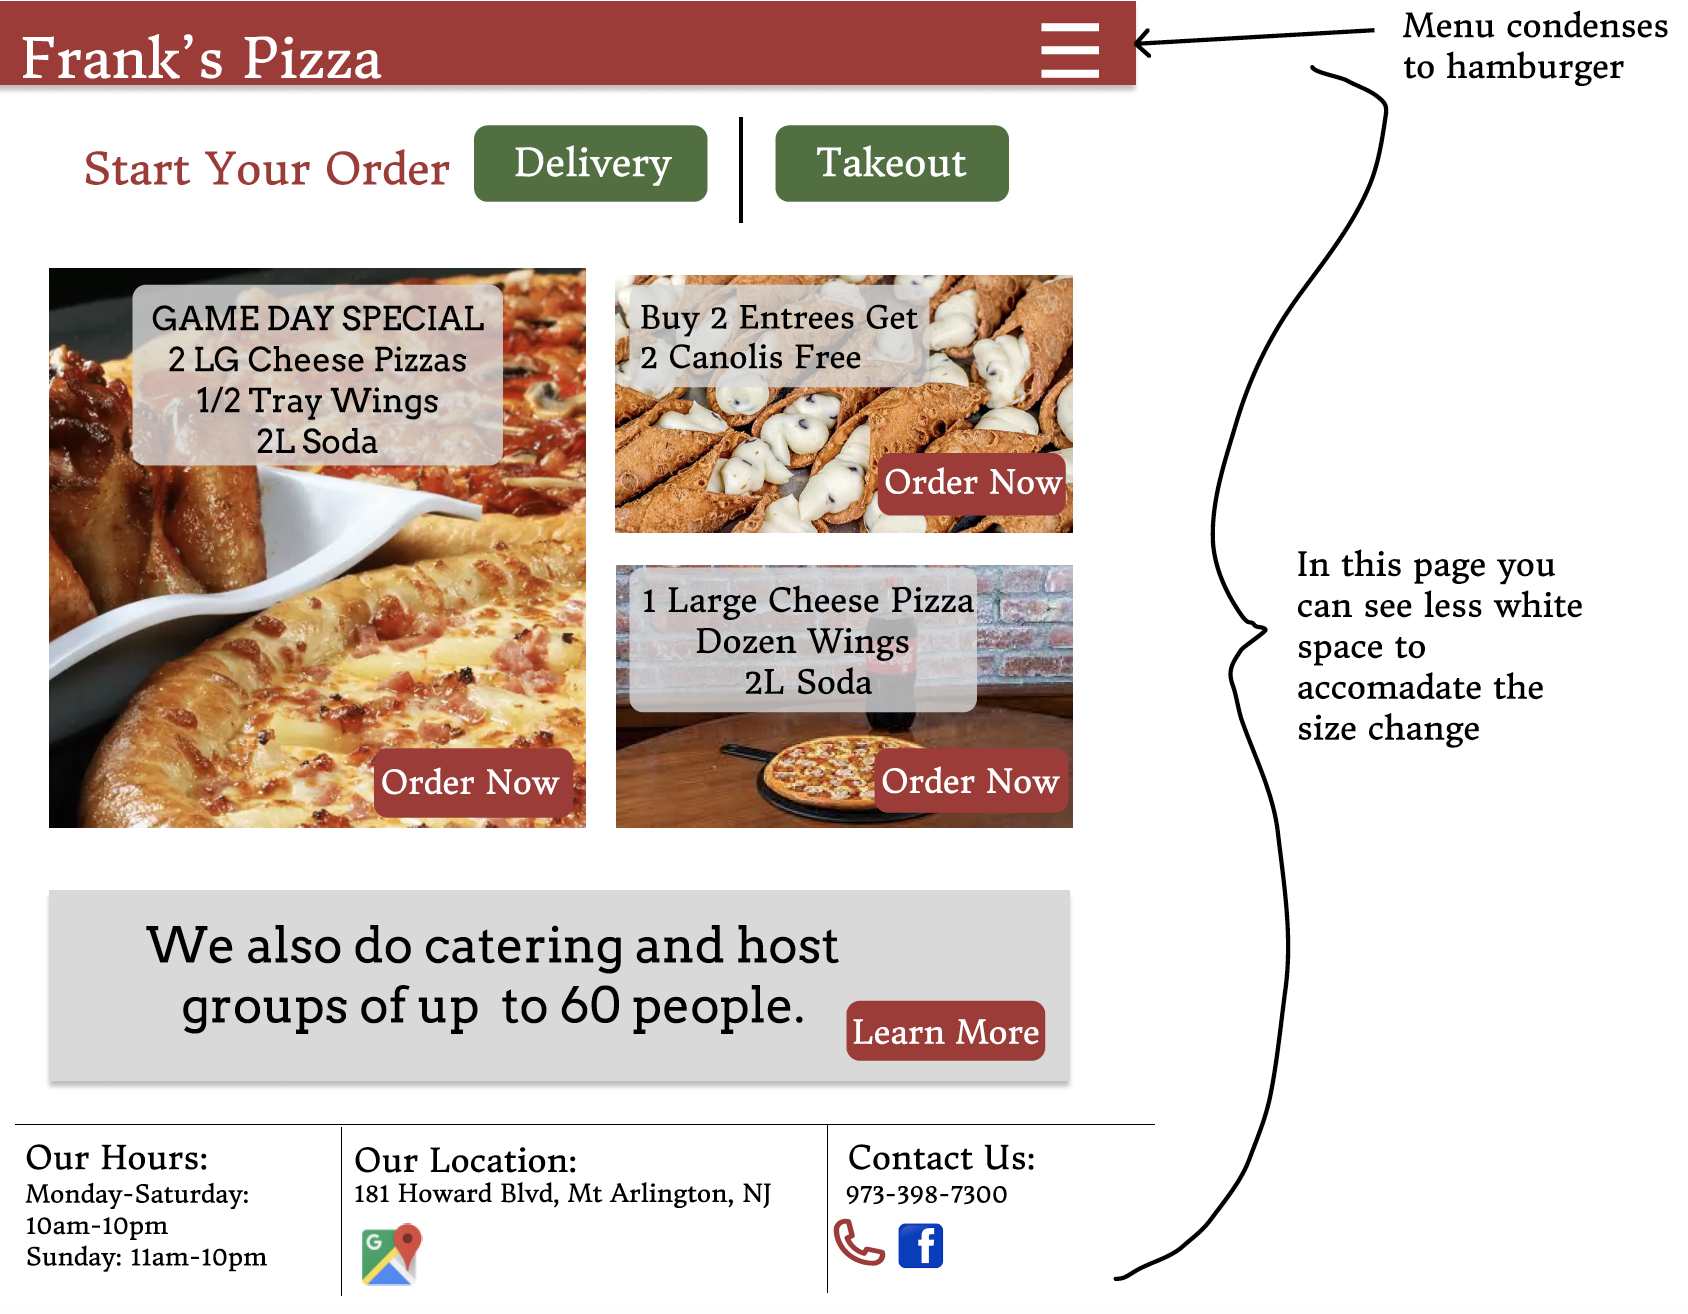 Frank's Pizza
Menu condenses
to hamburger
Start Your Order
Delivery
Takeout
GAME DAY SPECIAL
2 LG Cheese Pizzas
1/2 Tray Wings
2L Soda
Order Now
Buy 2 Entrees Get
2 Canolis Free
Order Now
1 Large Cheese Pizza
Dozen Wings
2L Soda
Order Now
In this page you
can see less white
space to
accomadate the
size change
We also do catering and host
groups of up  to 60 people.
Learn More
Our Hours:
Monday-Saturday:
10am-10pm
Sunday: 11am-10pm
Our Location:
181 Howard Blvd, Mt Arlington, NJ
G
Contact Us:
973-398-7300
f